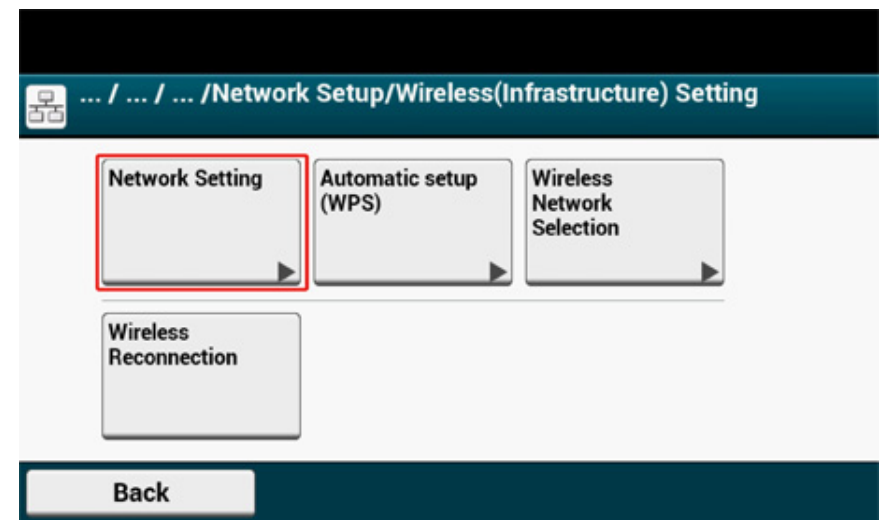 ... / ... / ... /Network Setup/Wireless(Infrastructure) Setting
Network Setting
Automatic setup
(WPS)
Wireless
Network
Selection
Wireless
Reconnection
Back